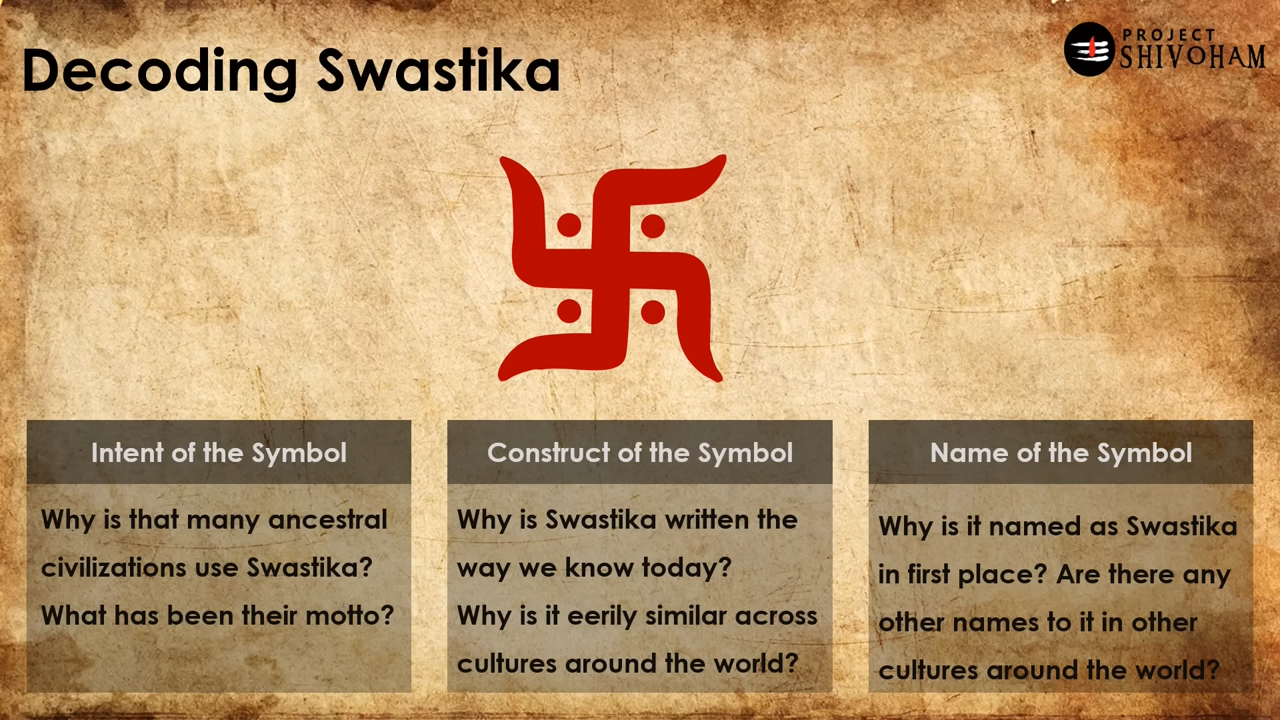 Decoding Swastika
PROJECT
SHIVOHAM
Intent of the Symbol
Why is that many ancestral
civilizations use Swastika?
What has been their motto?
Construct of the Symbol
Why is Swastika written the
way we know today?
Why is it eerily similar across
cultures around the world?
Name of the Symbol
Why is it named as Swastika
in first place? Are there any
other names to it in other
cultures around the world?